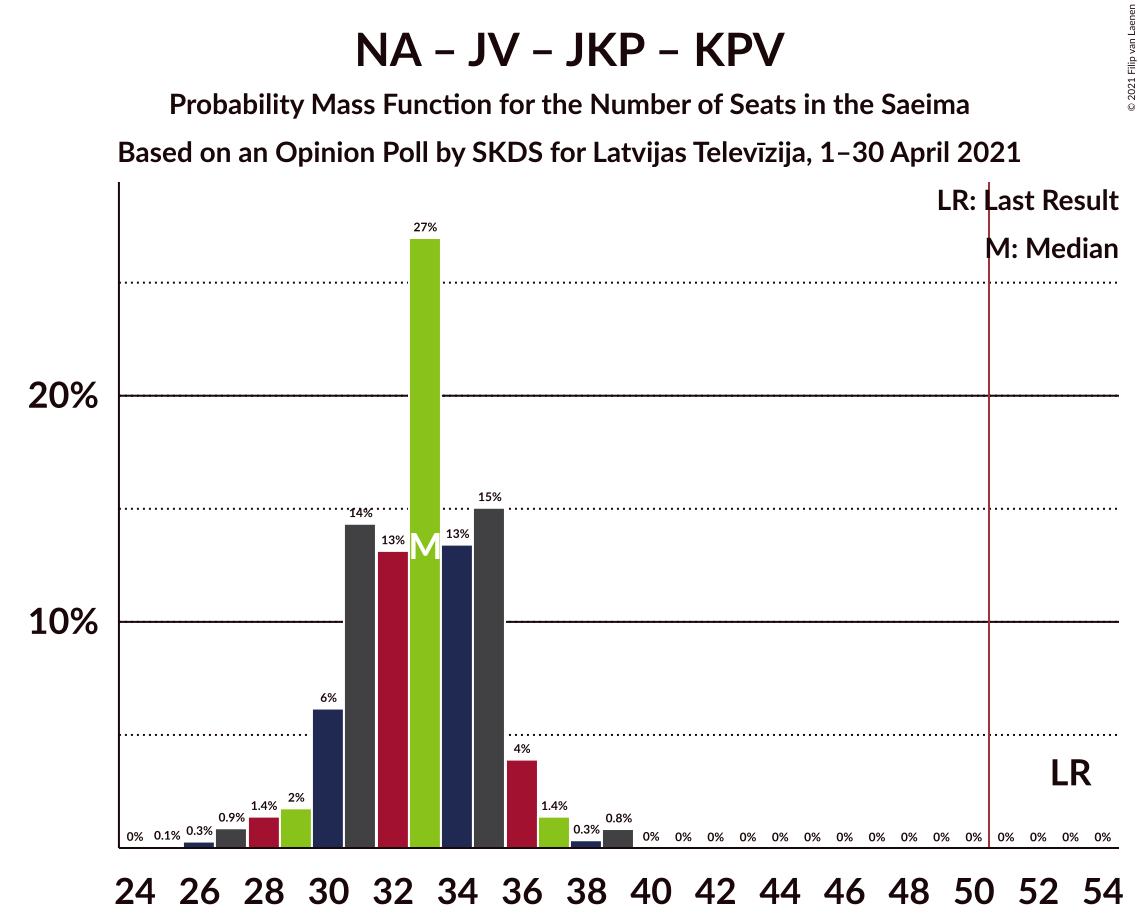 NA – JV – JKP – KPV
Probability Mass Function for the Number of Seats in the Saeima
Based on an Opinion Poll by SKDS for Latvijas Televīzija, 1–30 April 2021
© 2021 Filip van Laenen
LR: Last Result
M: Median
20%
10%
0% 0.1% 0.3% 0.9% 1.4% 2% 6% 14% 13% 27% 13% 15% 4% 1.4% 0.3% 0.8% 0% 0% 0% 0% 0% 0% 0% 0% 0% 0% 0% 0% 0% 0% 0%
M
LR
24 26 28 30 32 34 36 38 40 42 44 46 48 50 52 54